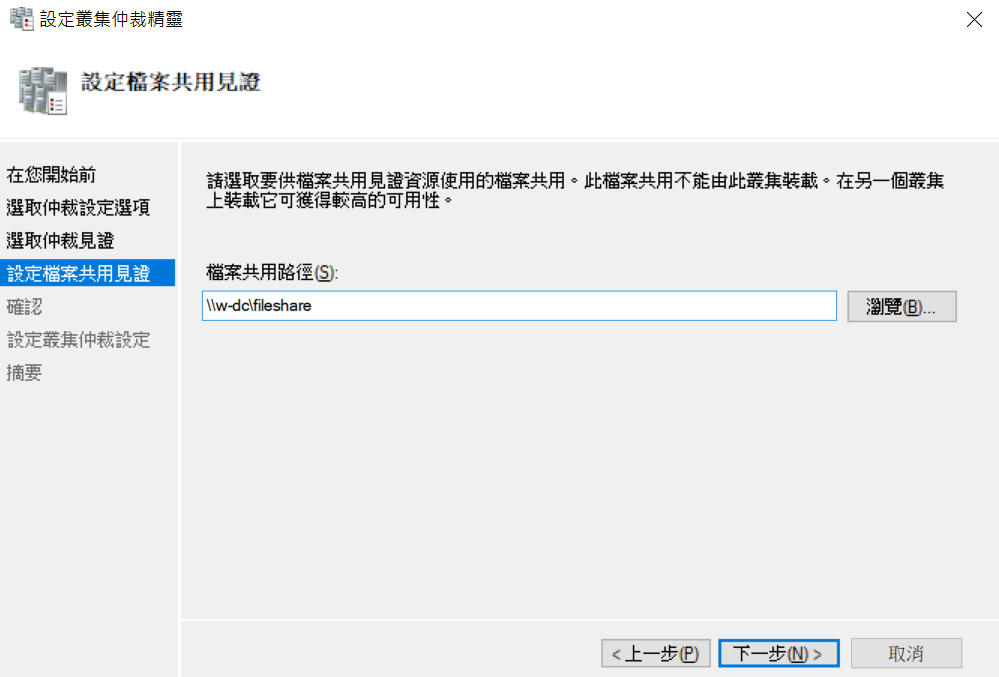 設定叢集仲裁精靈
設定檔案共用見證
在您開始前
選取仲裁設定選項
選取仲裁見證
設定檔案共用見證
確認
設定叢集仲裁設定
摘要
請選取要供檔案共用見證資源使用的檔案共用。此檔案共用不能由此叢集裝載。在另一個叢集
上裝載它可獲得較高的可用性。
檔案共用路徑(S):
\\w-dc\fileshare
瀏覽(B)...
< 上一步(P)
下一步(N) >
取消